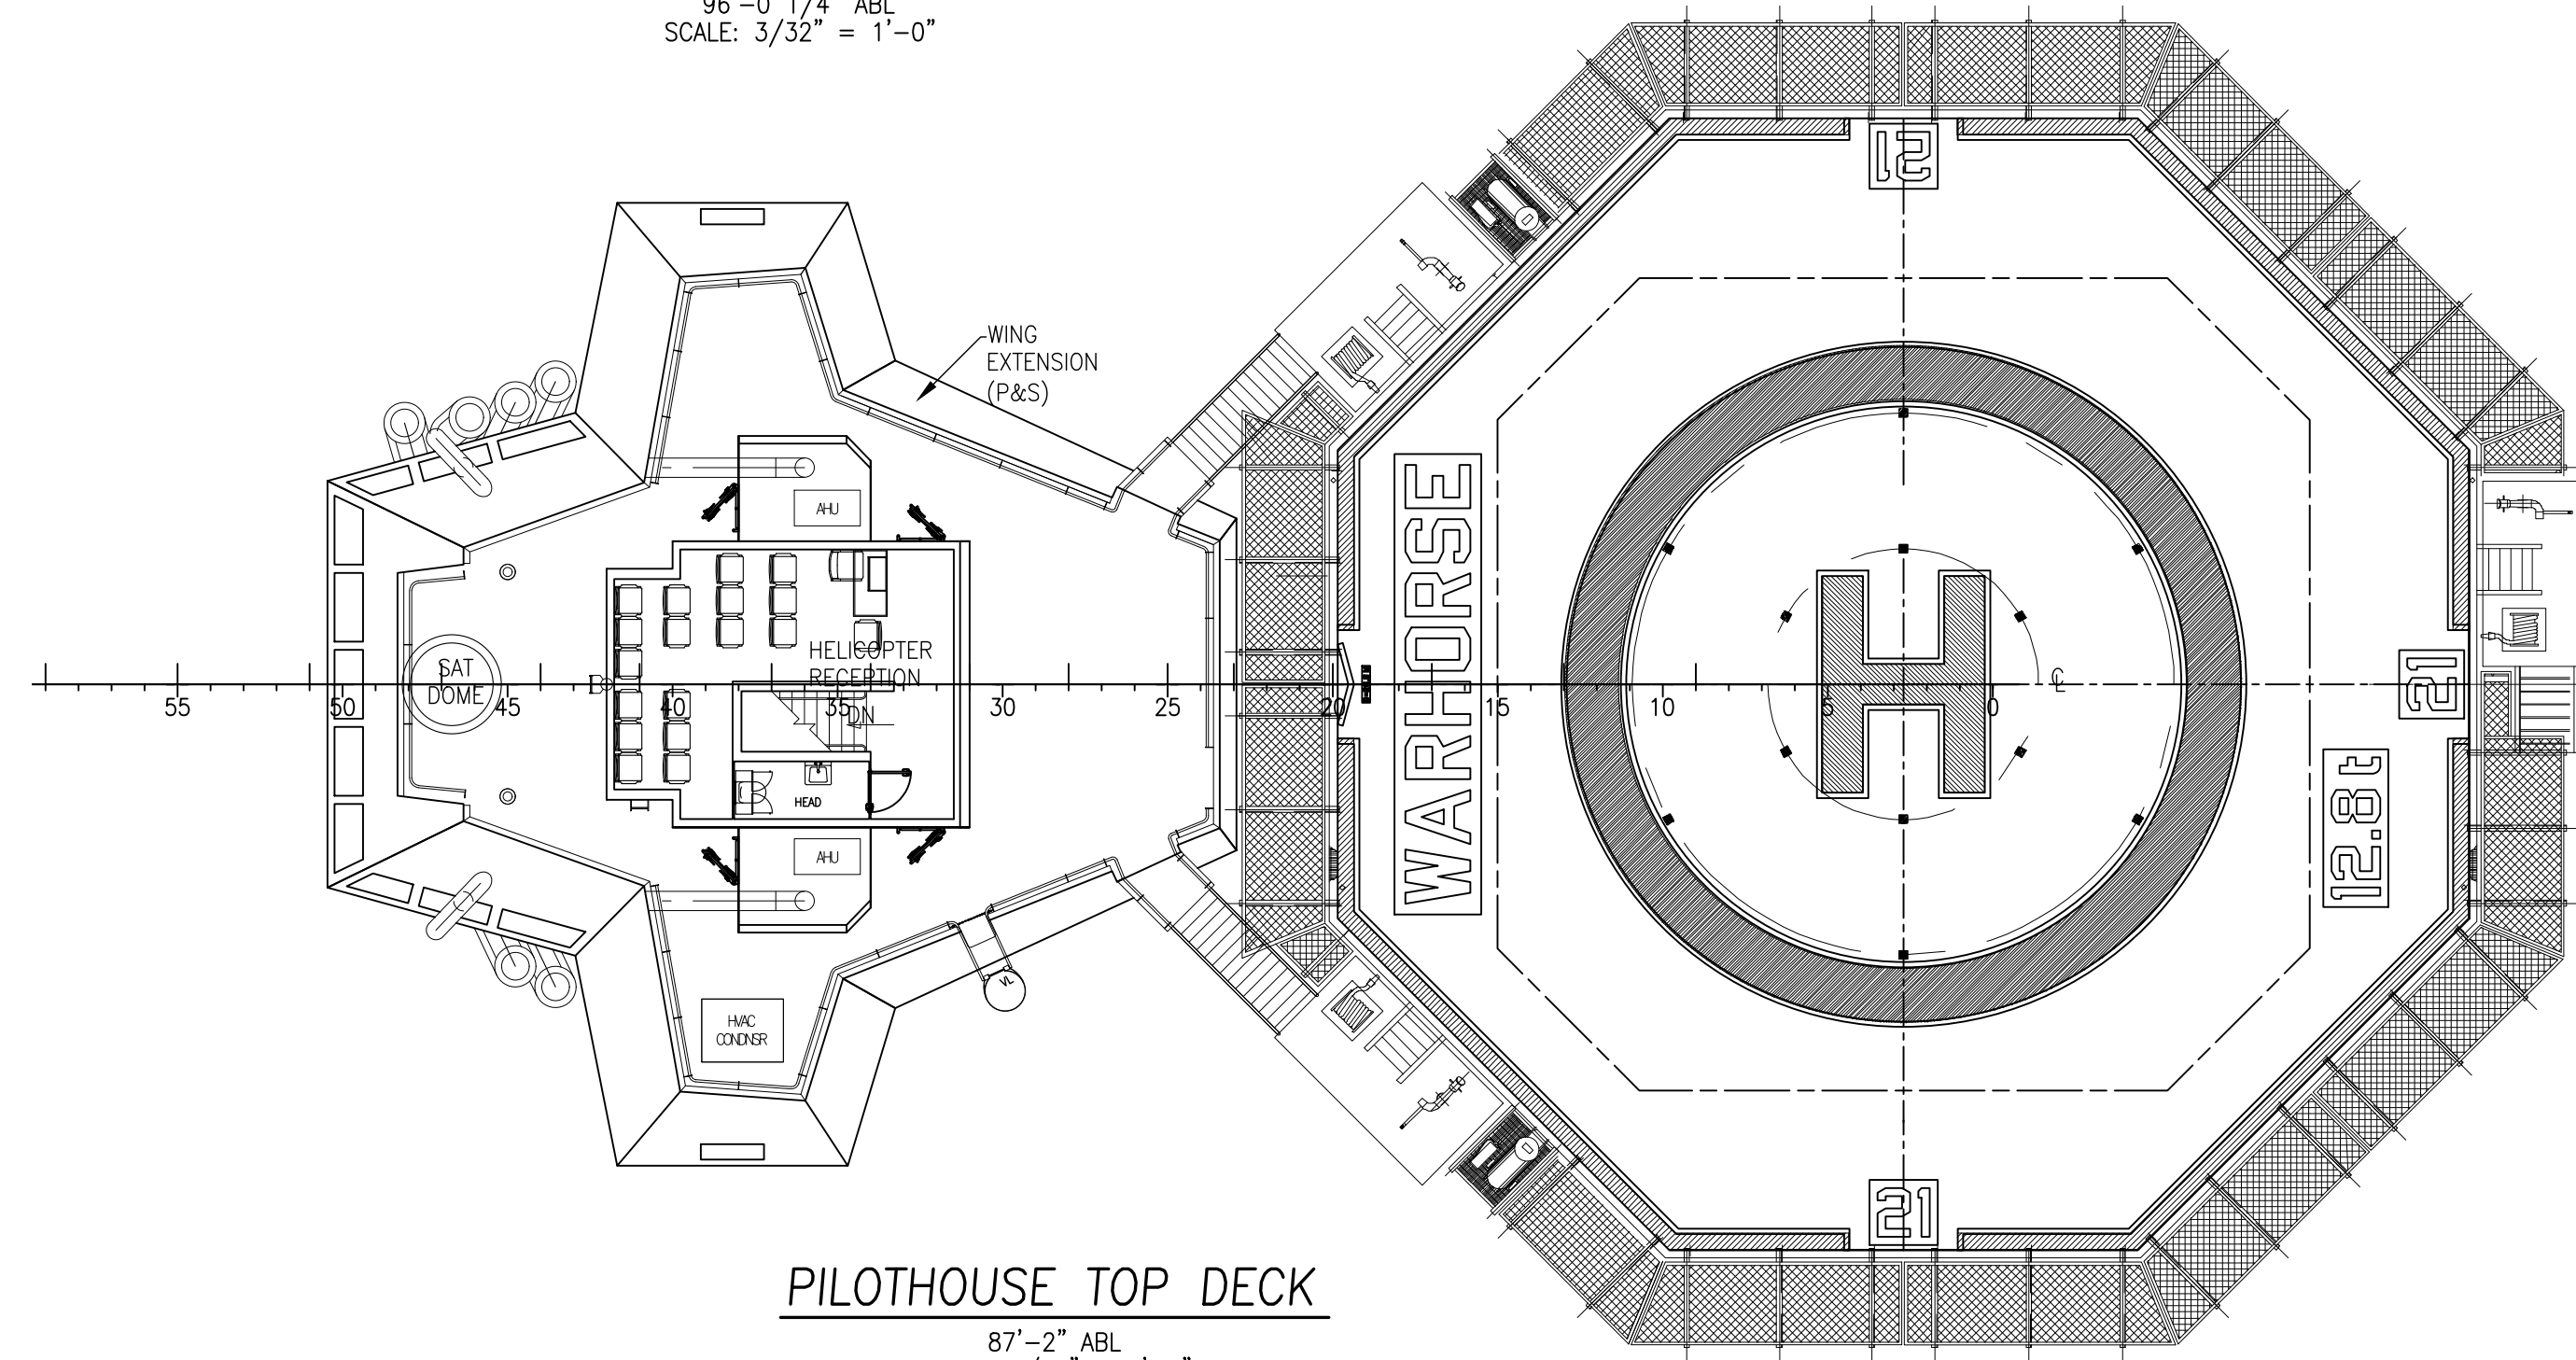 96'-0 1/4" ABL
SCALE: 3/32" = 1'-0"
21
WING
EXTENSION
(P&S)
AHU
WARHORSE
HELICOPTER
RECEPTION
SAT
DOME
DN
55
50
45
40
35
30
25
20
15
10
5
0
℄
21
12.8 t
HEAD
AHU
VL
HVAC
CONDNSR
21
PILOTHOUSE TOP DECK
87'-2" ABL